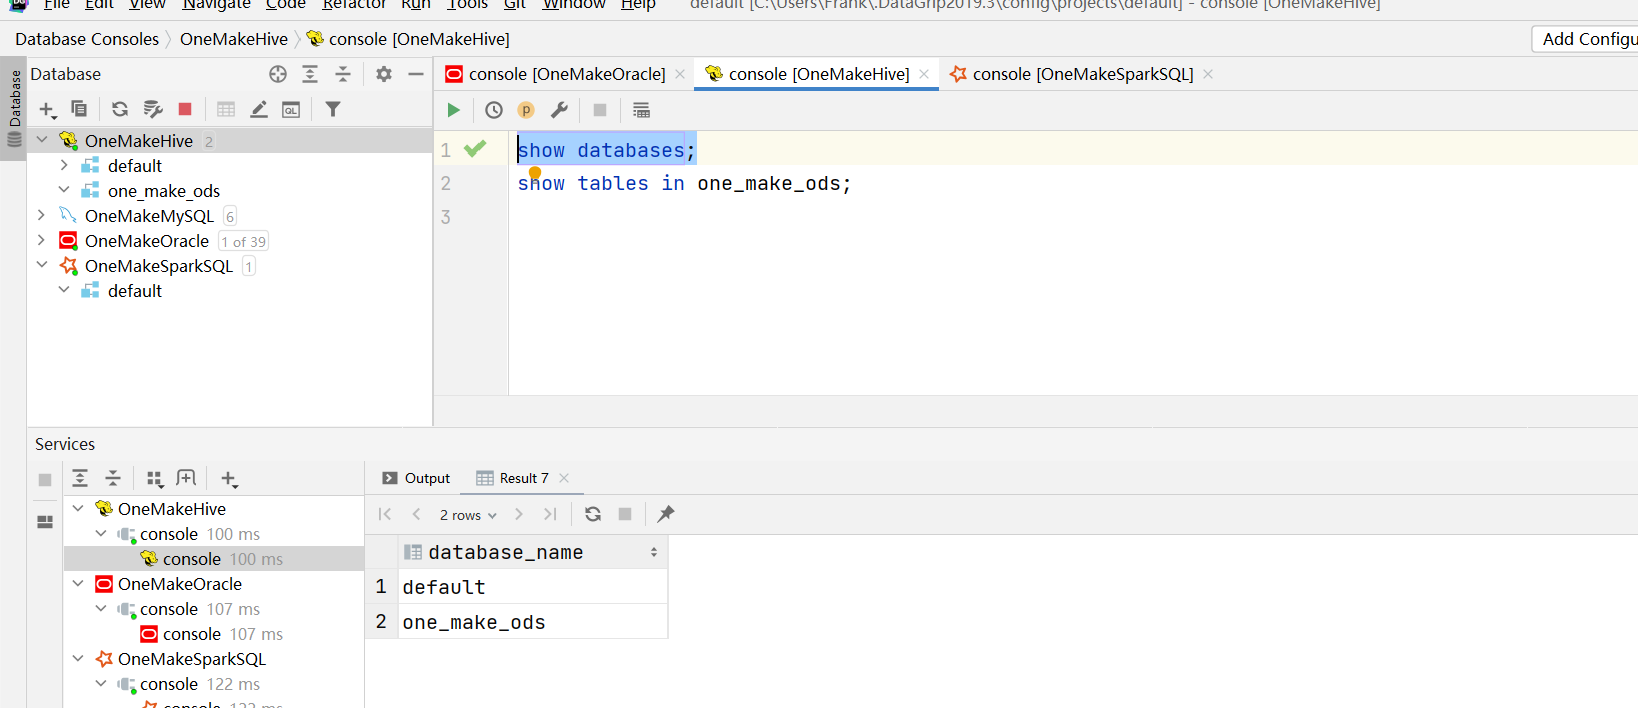 File Edit View Navigate Code Refactor Run Tools Git Window Help default [C:\Users\Frank\.DataGrip2019.3\config\projects\default] - console [OneMakeHive]
Database Consoles OneMakeHive console [OneMakeHive] Add Configu
Database
Database
console [OneMakeOracle] console [OneMakeHive] console [OneMakeSparkSQL]
OneMakeHive 2
default
one_make_ods
OneMakeMySQL 6
OneMakeOracle 1 of 39
OneMakeSparkSQL 1
default
1 show databases;
2 show tables in one_make_ods;
3
Services
Output Result 7
2 rows
OneMakeHive
console 100 ms
console 100 ms
OneMakeOracle
console 107 ms
console 107 ms
OneMakeSparkSQL
console 122 ms
console 122 ms
database_name
1 default
2 one_make_ods